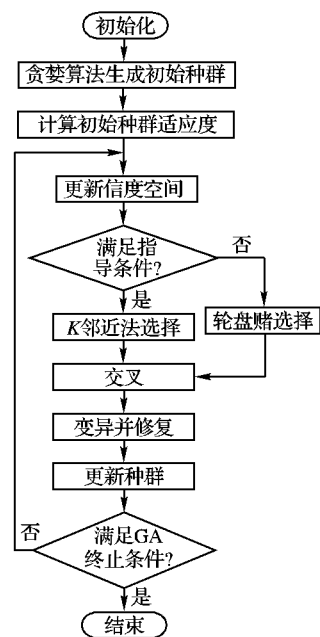 初始化
贪婪算法生成初始种群
计算初始种群适应度
更新信度空间
满足指
导条件?
否
是
K邻近法选择
轮盘赌选择
交叉
变异并修复
更新种群
否
满足GA
终止条件?
是
结束